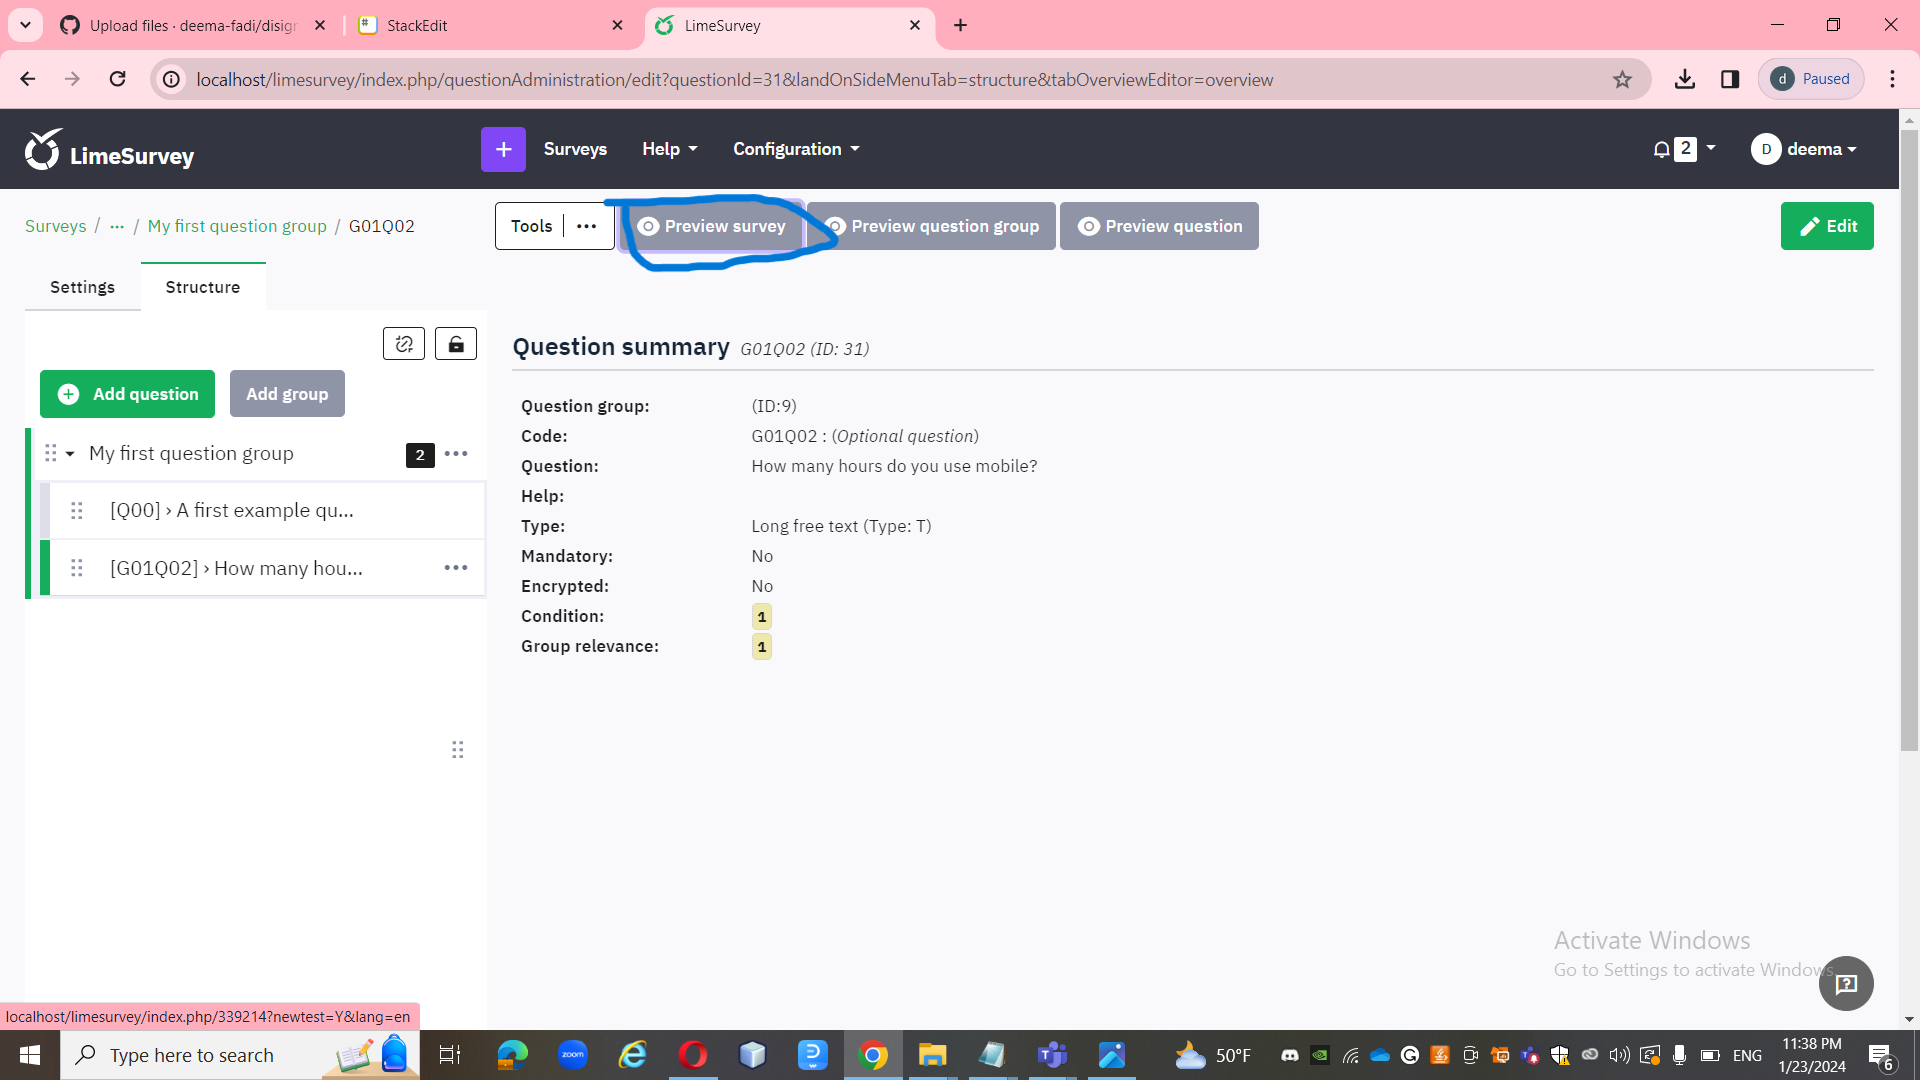 Upload files · deema-fadi/disign
StackEdit
LimeSurvey
localhost/limesurvey/index.php/questionAdministration/edit?questionId=31&landOnSideMenuTab=structure&tabOverviewEditor=overview
d Paused
LimeSurvey
+ Surveys Help Configuration
2 D deema
Surveys / ··· / My first question group / G01Q02
Tools ··· Preview survey Preview question group Preview question Edit
Settings Structure
Question summary G01Q02 (ID: 31)
Add question Add group
Question group: (ID:9)
Code: G01Q02 : (Optional question)
My first question group 2 ···
Question: How many hours do you use mobile?
Help:
[Q00] › A first example qu...
Type: Long free text (Type: T)
Mandatory: No
[G01Q02] › How many hou... ···
Encrypted: No
Condition: 1
Group relevance: 1
Activate Windows
Go to Settings to activate Windows
localhost/limesurvey/index.php/339214?newtest=Y&lang=en
Type here to search
zoom
50°F
ENG
11:38 PM
1/23/2024
6